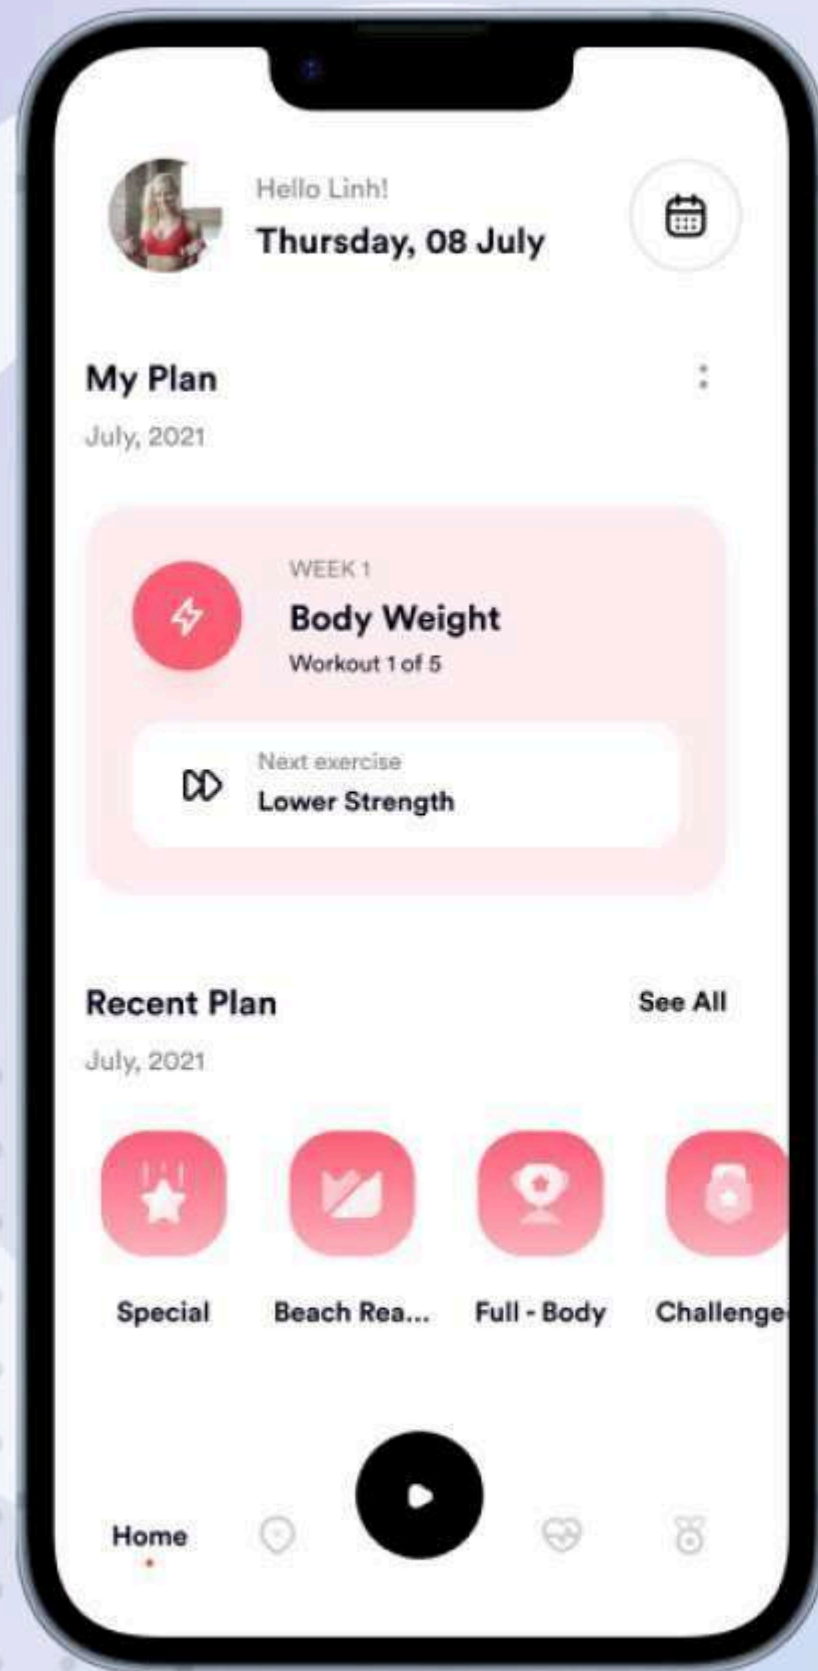 Hello Linh!
Thursday, 08 July
My Plan
July, 2021
WEEK 1
Body Weight
Workout 1 of 5
Next exercise
Lower Strength
Recent Plan
See All
July, 2021
Special
Beach Rea...
Full - Body
Challenge
Home